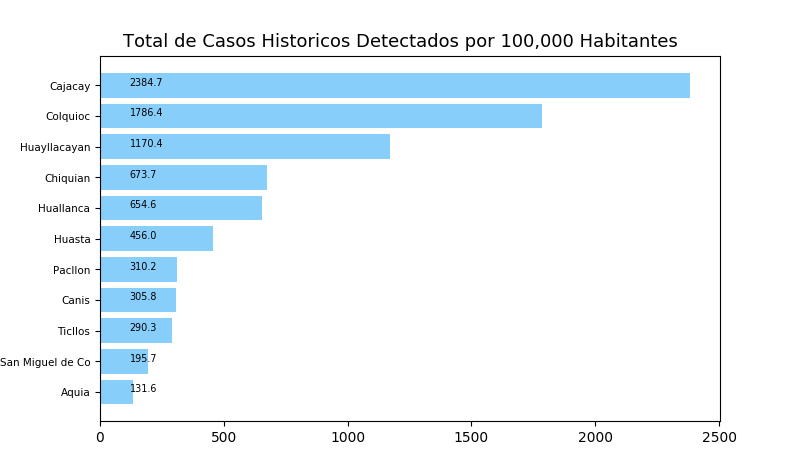 Total de Casos Historicos Detectados por 100,000 Habitantes
Cajacay 2384.7
Colquioc 1786.4
Huayllacayan 1170.4
Chiquian 673.7
Huallanca 654.6
Huasta 456.0
Pacllon 310.2
Canis 305.8
Ticllos 290.3
San Miguel de Co 195.7
Aquia 131.6
0 500 1000 1500 2000 2500